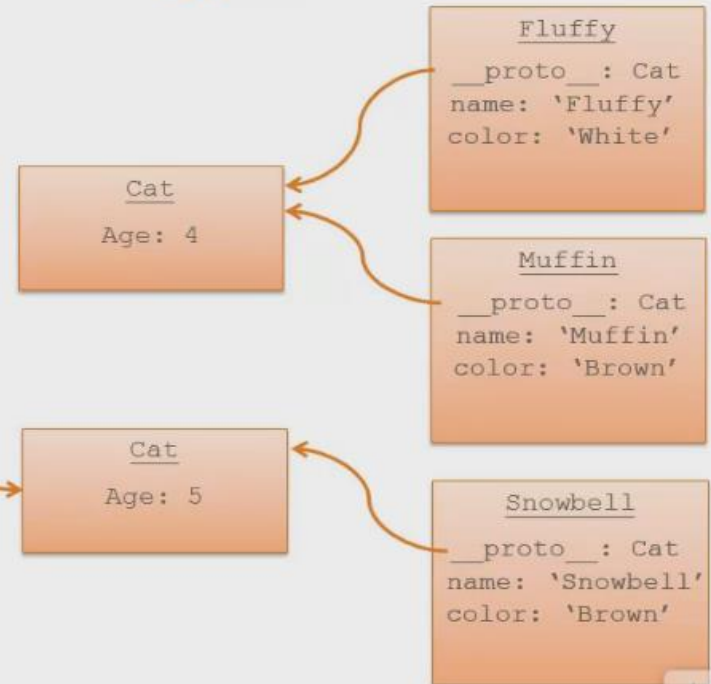 Fluffy
__proto__: Cat
name: ‘Fluffy’
color: ‘White’
Cat
Age: 4
Muffin
__proto__: Cat
name: ‘Muffin’
color: ‘Brown’
Cat
Age: 5
Snowbell
__proto__: Cat
name: ‘Snowbell’
color: ‘Brown’